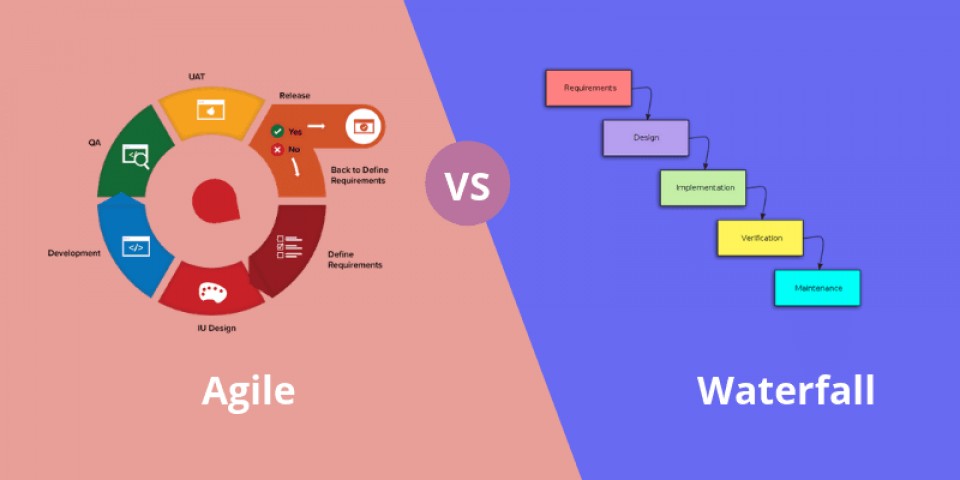 UAT
Release
Yes
No
QA
Back to Define
Requirements
Development
Define
Requirements
IU Design
Agile
VS
Requirements
Design
Implementation
Verification
Maintenance
Waterfall